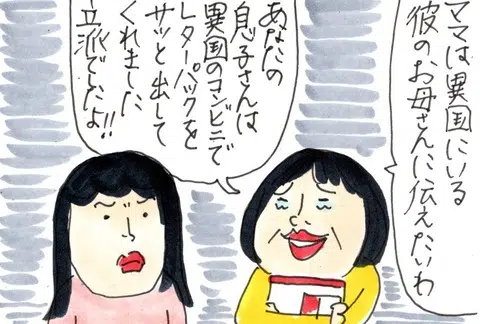 ママは異国にいる
彼のお母さんに伝えたいわ
あなたの
息子さんは
異国のコンビニで
レターパックを
サッと出して
くれました
立派でしたよ!!